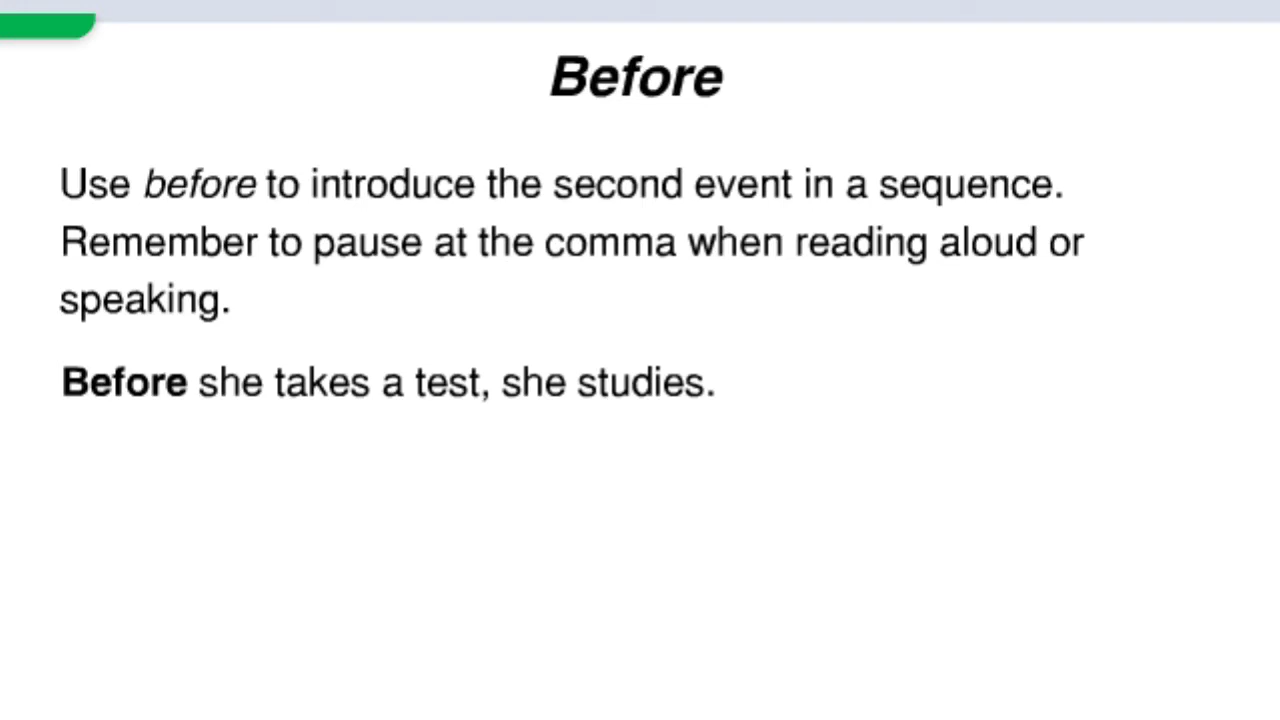 Before
Use before to introduce the second event in a sequence.
Remember to pause at the comma when reading aloud or
speaking.
Before she takes a test, she studies.